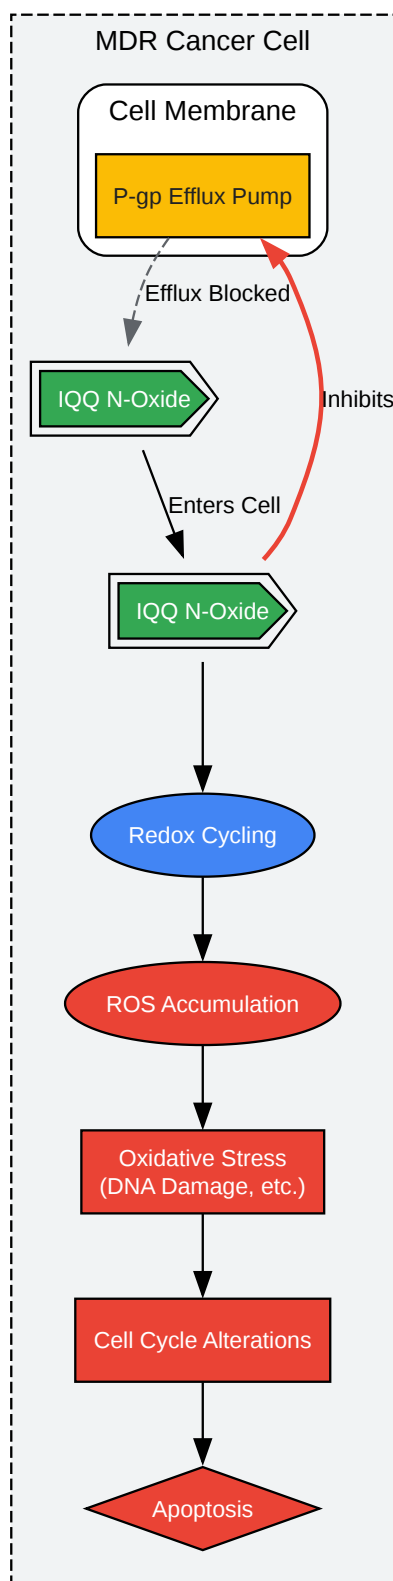 MDR Cancer Cell
Cell Membrane
P-gp Efflux Pump
Efflux Blocked
IQQ N-Oxide
Inhibits
Enters Cell
IQQ N-Oxide
Redox Cycling
ROS Accumulation
Oxidative Stress
(DNA Damage, etc.)
Cell Cycle Alterations
Apoptosis